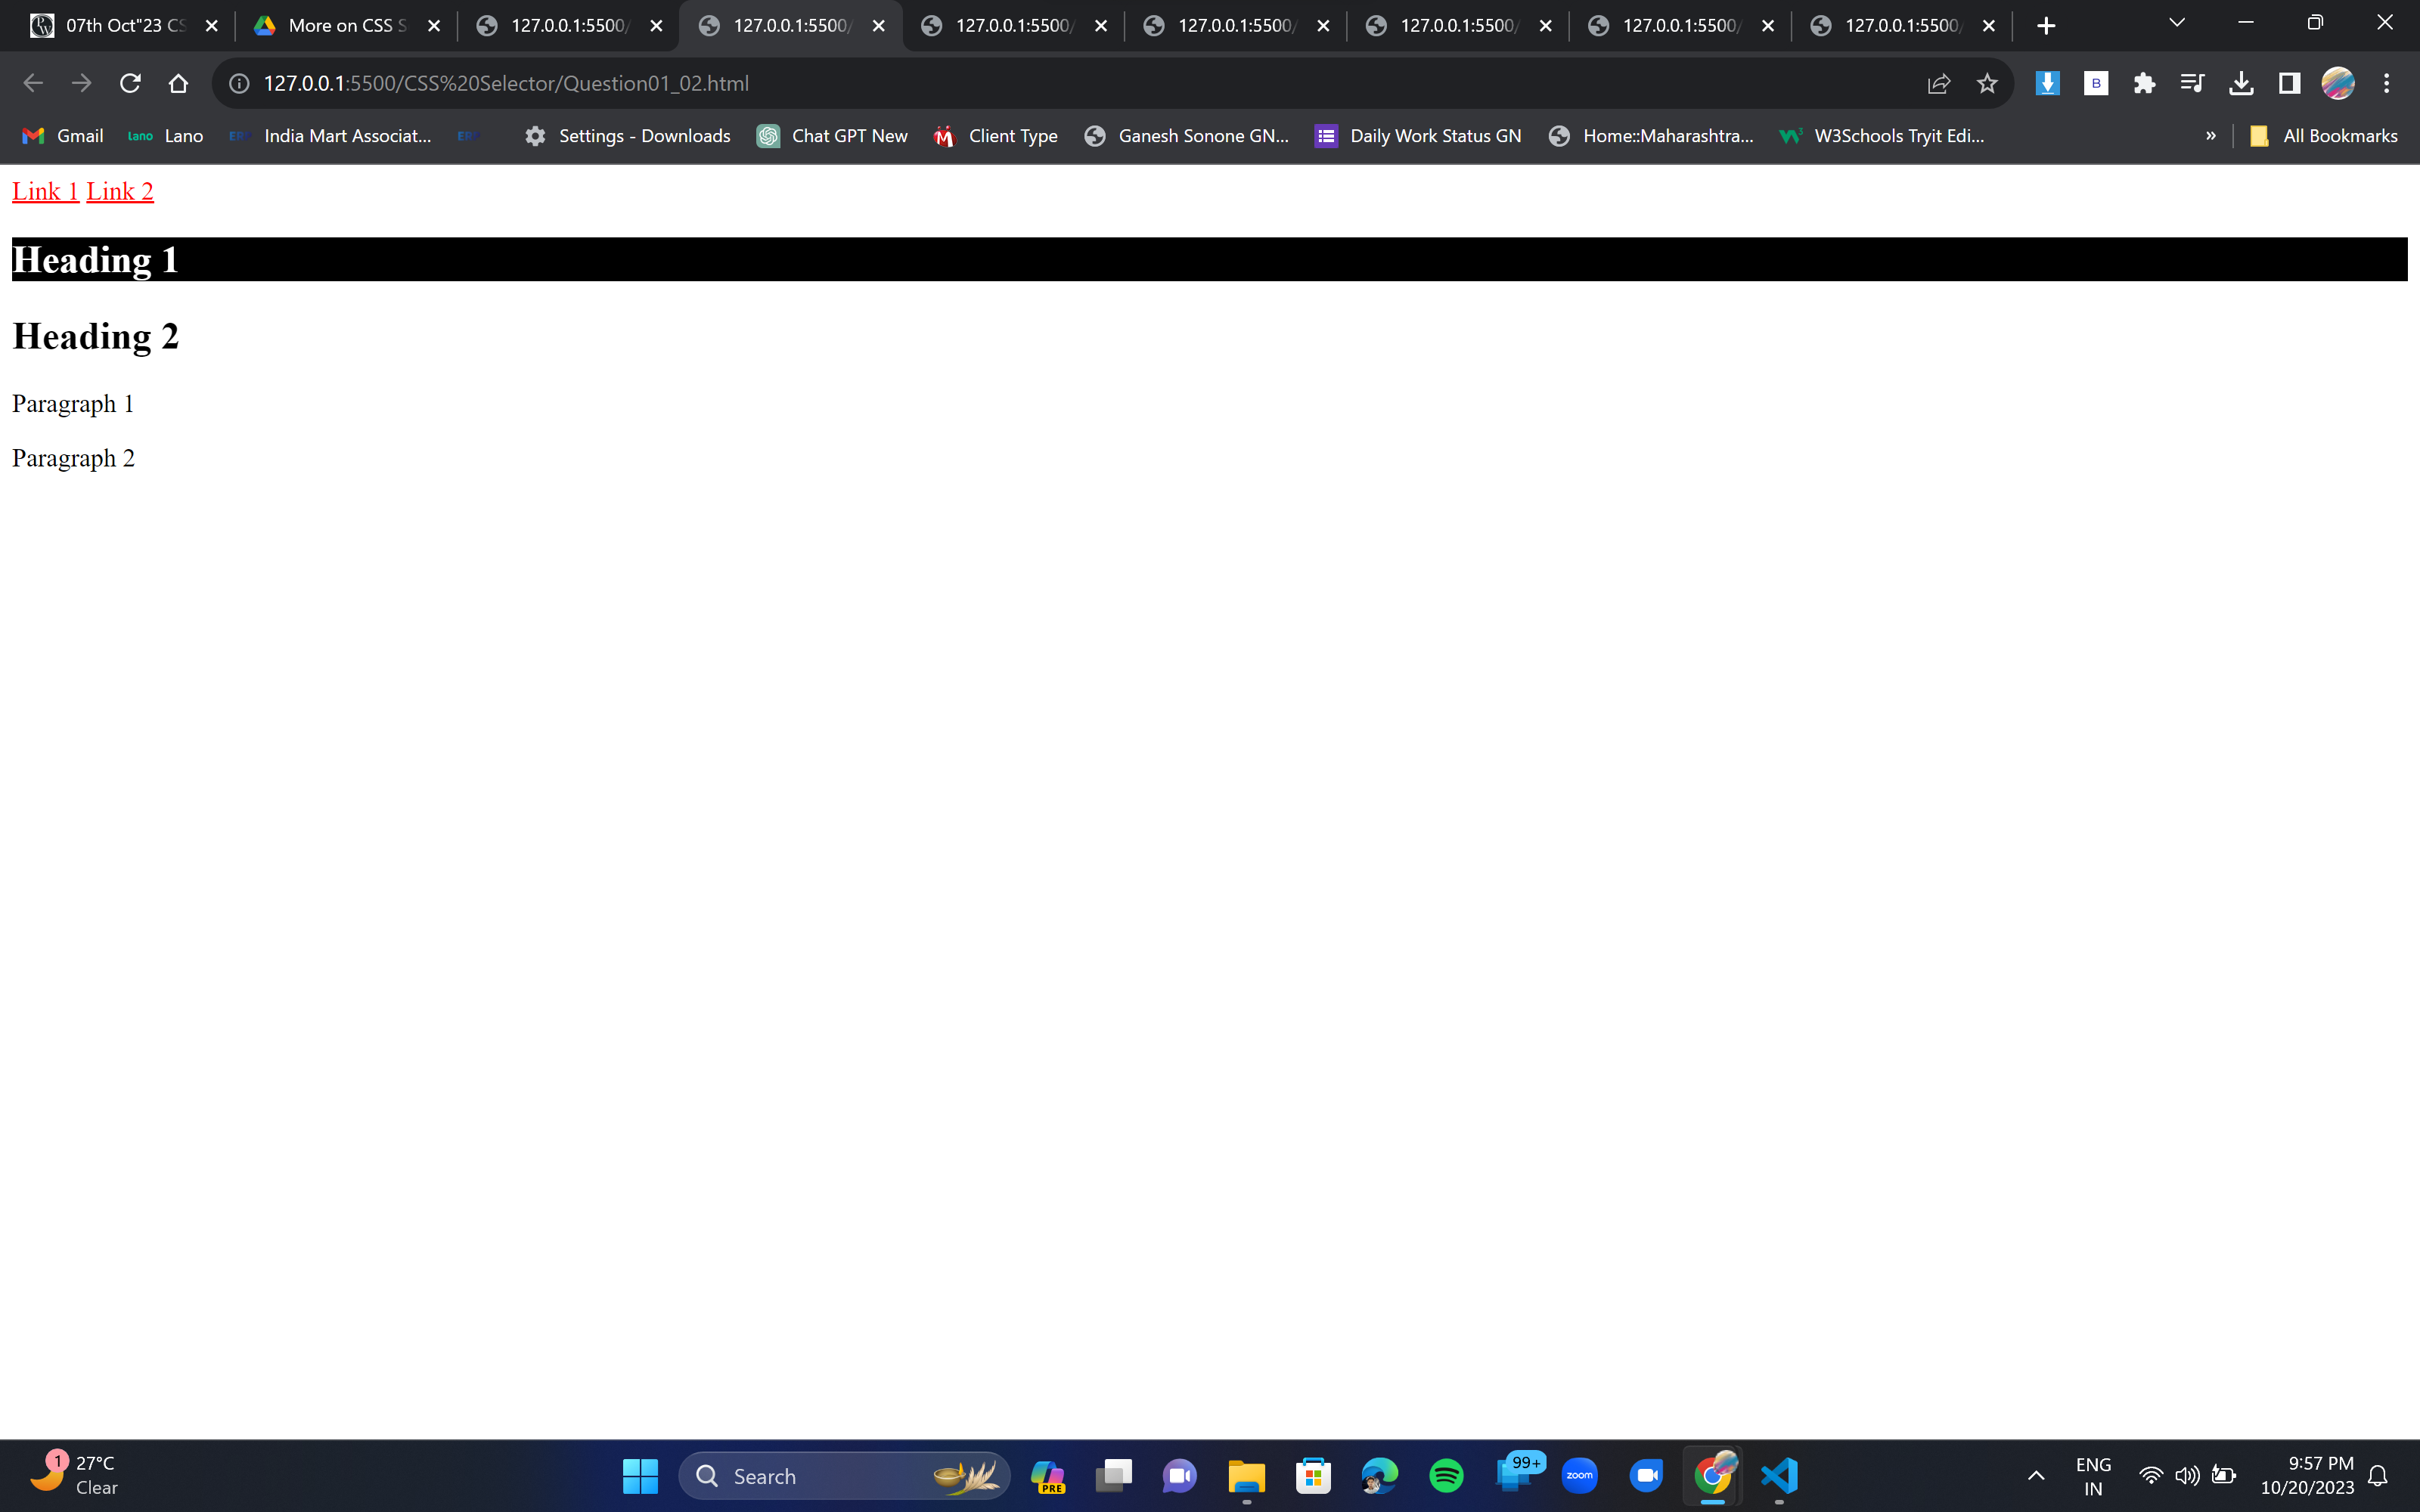 07th Oct"23 CS
More on CSS S
127.0.0.1:5500/
127.0.0.1:5500/
127.0.0.1:5500/
127.0.0.1:5500/
127.0.0.1:5500/
127.0.0.1:5500/
127.0.0.1:5500/
127.0.0.1:5500/CSS%20Selector/Question01_02.html
B
Gmail
lano Lano
India Mart Associat...
Settings - Downloads
Chat GPT New
Client Type
Ganesh Sonone GN...
Daily Work Status GN
Home::Maharashtra...
W3Schools Tryit Edi...
»
All Bookmarks
Link 1 Link 2
Heading 1
Heading 2
Paragraph 1
Paragraph 2
1
27°C
Clear
Search
PRE
99+
zoom
ENG
IN
9:57 PM
10/20/2023